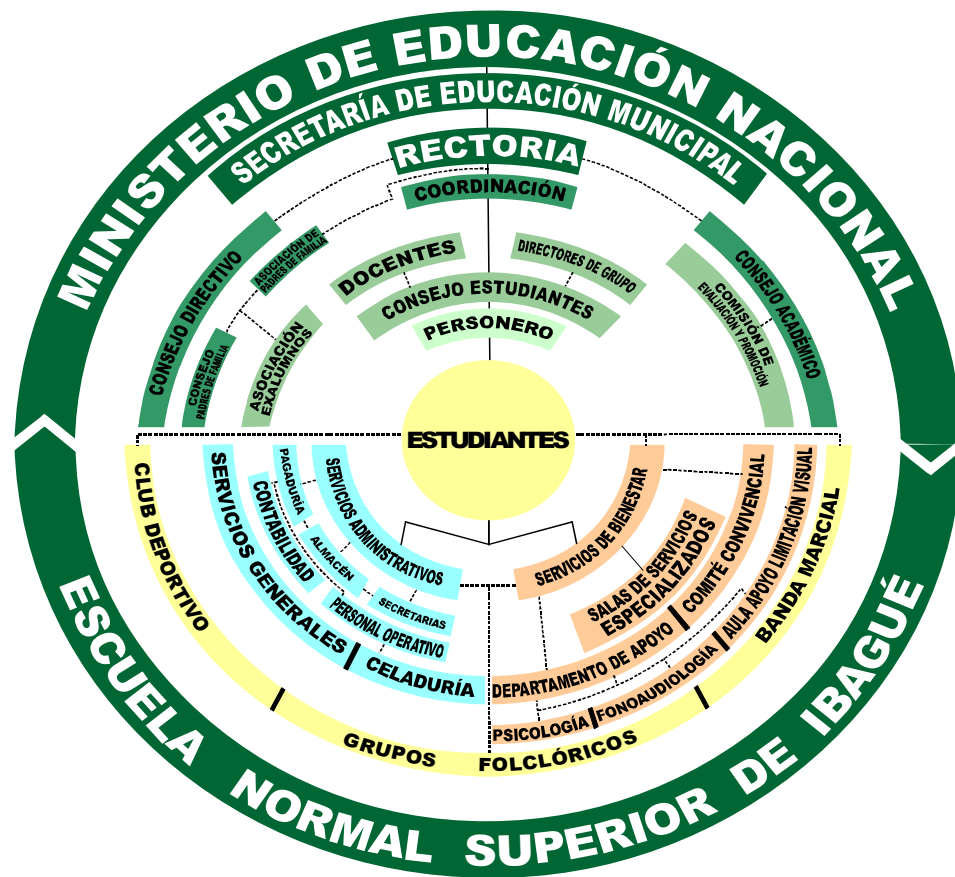 MINISTERIO DE EDUCACIÓN NACIONAL
SECRETARÍA DE EDUCACIÓN MUNICIPAL
RECTORIA
COORDINACIÓN
CONSEJO DIRECTIVO
ASOCIACIÓN DE
PADRES DE FAMILIA
CONSEJO
PADRES DE FAMILIA
ASOCIACIÓN
EXALUMNOS
DOCENTES
DIRECTORES DE GRUPO
CONSEJO ESTUDIANTES
PERSONERO
CONSEJO ACADÉMICO
COMISIÓN DE
EVALUACIÓN Y PROMOCIÓN
ESTUDIANTES
CLUB DEPORTIVO
SERVICIOS GENERALES
CONTABILIDAD
PAGADURÍA
SERVICIOS ADMINISTRATIVOS
ALMACÉN
SECRETARIAS
PERSONAL OPERATIVO
CELADURÍA
SERVICIOS DE BIENESTAR
SALAS DE SERVICIOS
ESPECIALIZADOS
COMITE CONVIVENCIAL
DEPARTAMENTO DE APOYO
AULA APOYO LIMITACIÓN VISUAL
PSICOLOGÍA
FONOAUDIOLOGÍA
BANDA MARCIAL
GRUPOS FOLCLÓRICOS
ESCUELA NORMAL SUPERIOR DE IBAGUÉ